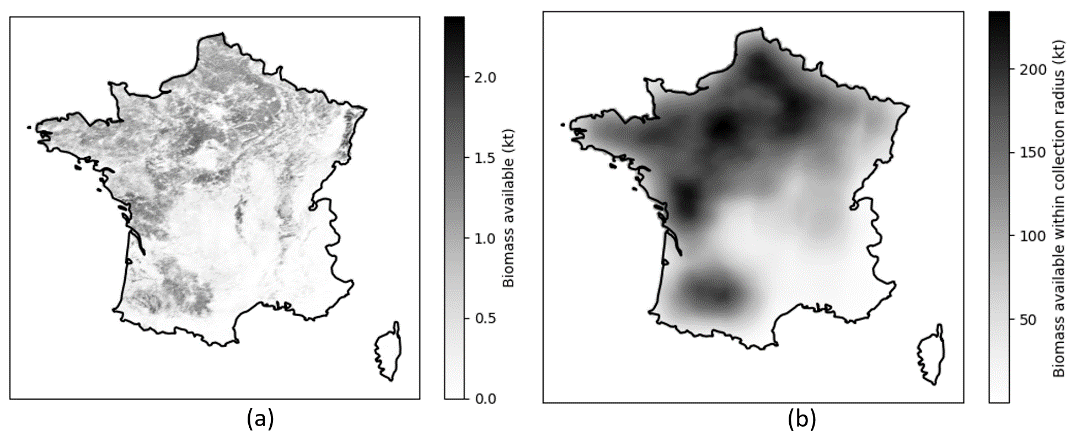 2.0
1.5
1.0
0.5
0.0
Biomass available (kt)
(a)
200
150
100
50
Biomass available within collection radius (kt)
(b)